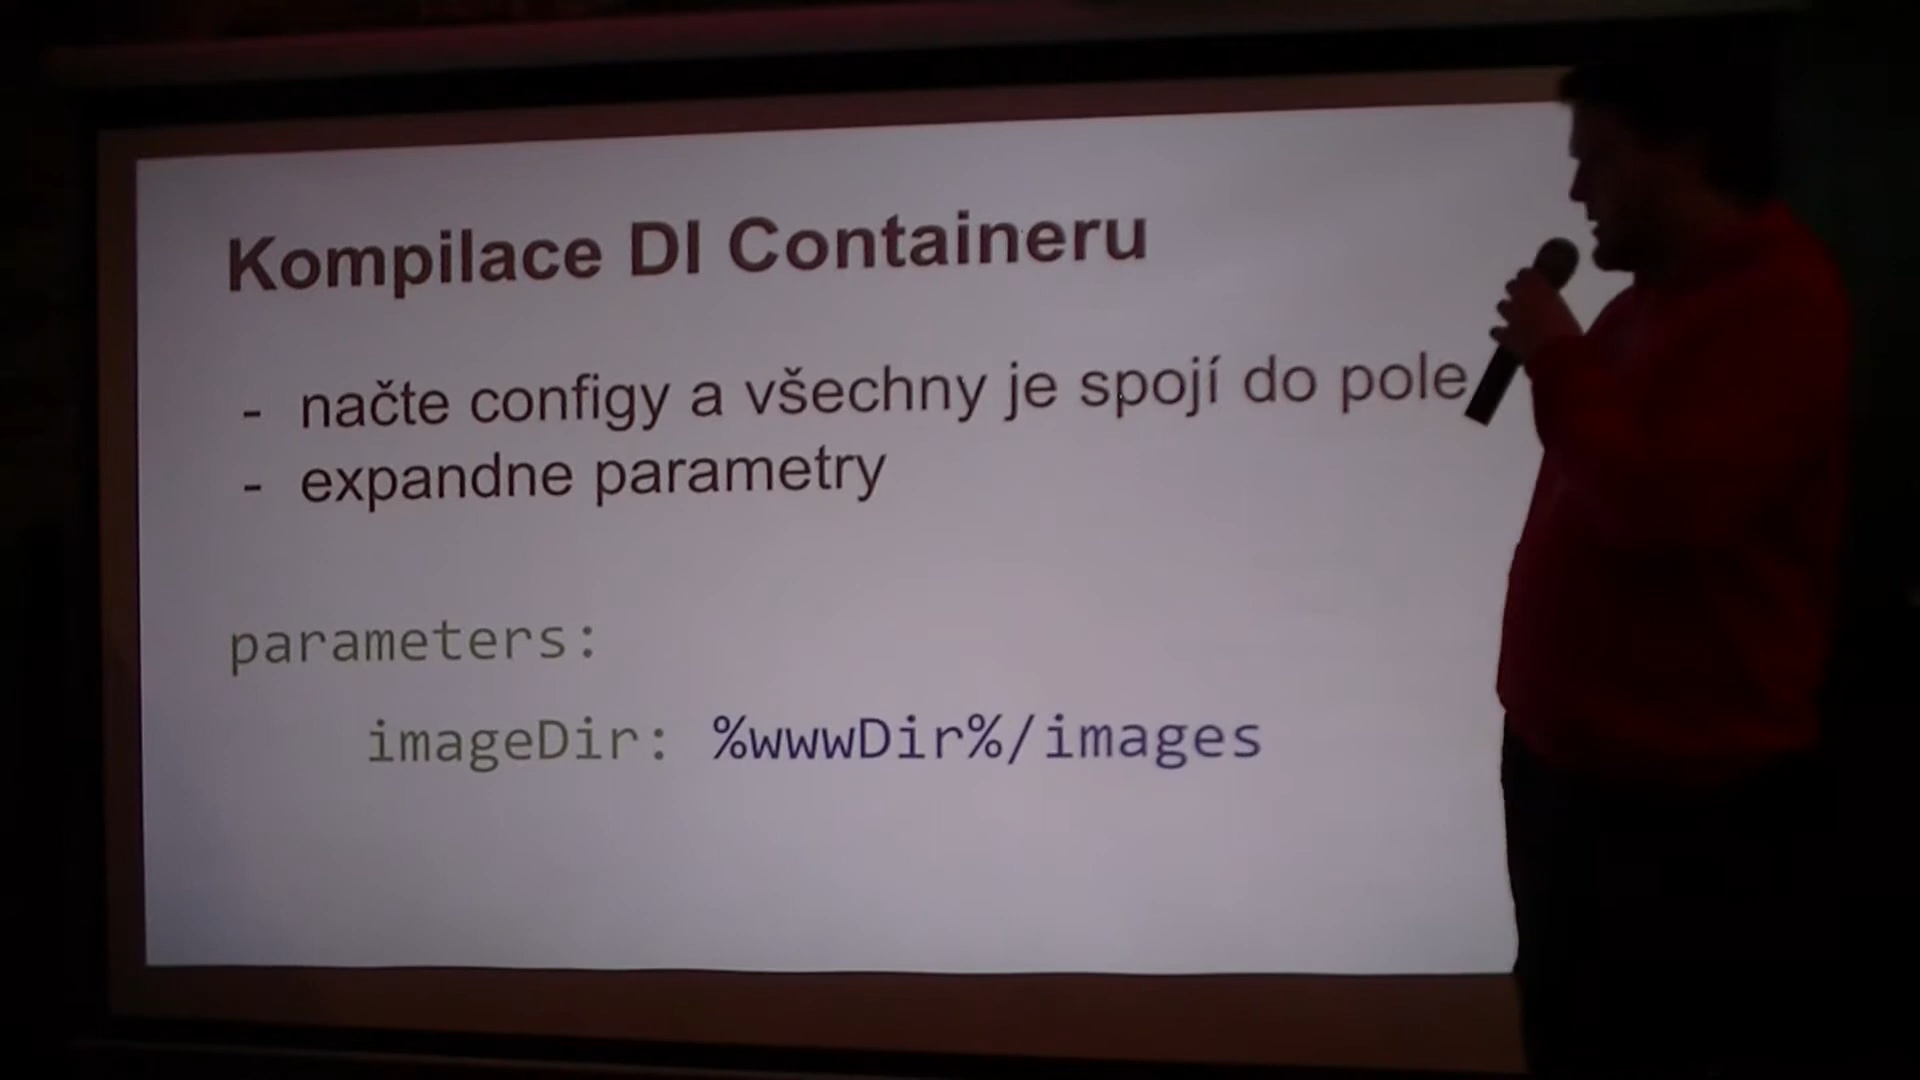 Kompilace DI Containeru
- načte configy a všechny je spojí do pole
- expandne parametry
parameters:
imageDir: %wwwDir%/images